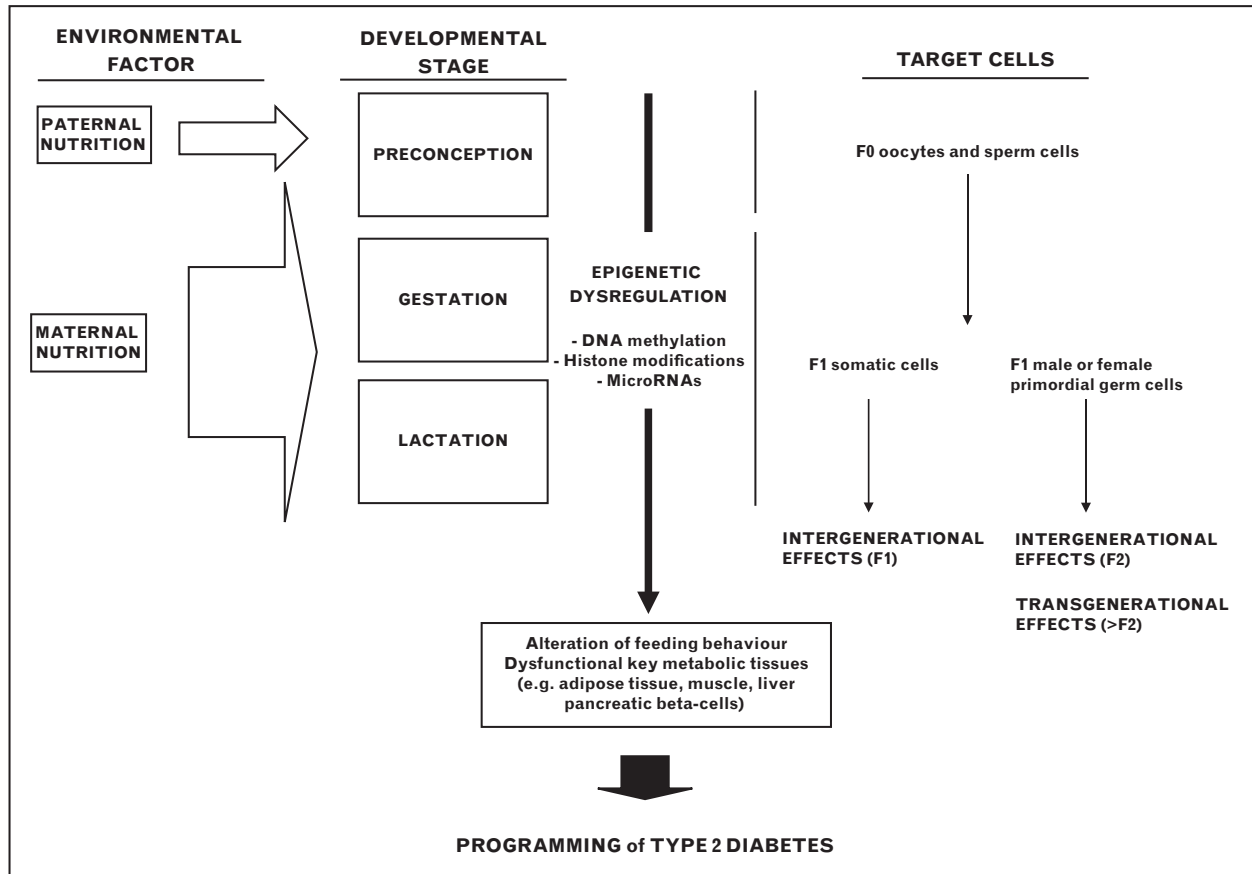 ENVIRONMENTAL
FACTOR
DEVELOPMENTAL
STAGE
TARGET CELLS
PATERNAL
NUTRITION
PRECONCEPTION
F0 oocytes and sperm cells
MATERNAL
NUTRITION
GESTATION
LACTATION
EPIGENETIC
DYSREGULATION
- DNA methylation
- Histone modifications
- MicroRNAs
F1 somatic cells
F1 male or female
primordial germ cells
INTERGENERATIONAL
EFFECTS (F1)
INTERGENERATIONAL
EFFECTS (F2)
TRANSGENERATIONAL
EFFECTS (>F2)
Alteration of feeding behaviour
Dysfunctional key metabolic tissues
(e.g. adipose tissue, muscle, liver
pancreatic beta-cells)
PROGRAMMING of TYPE 2 DIABETES